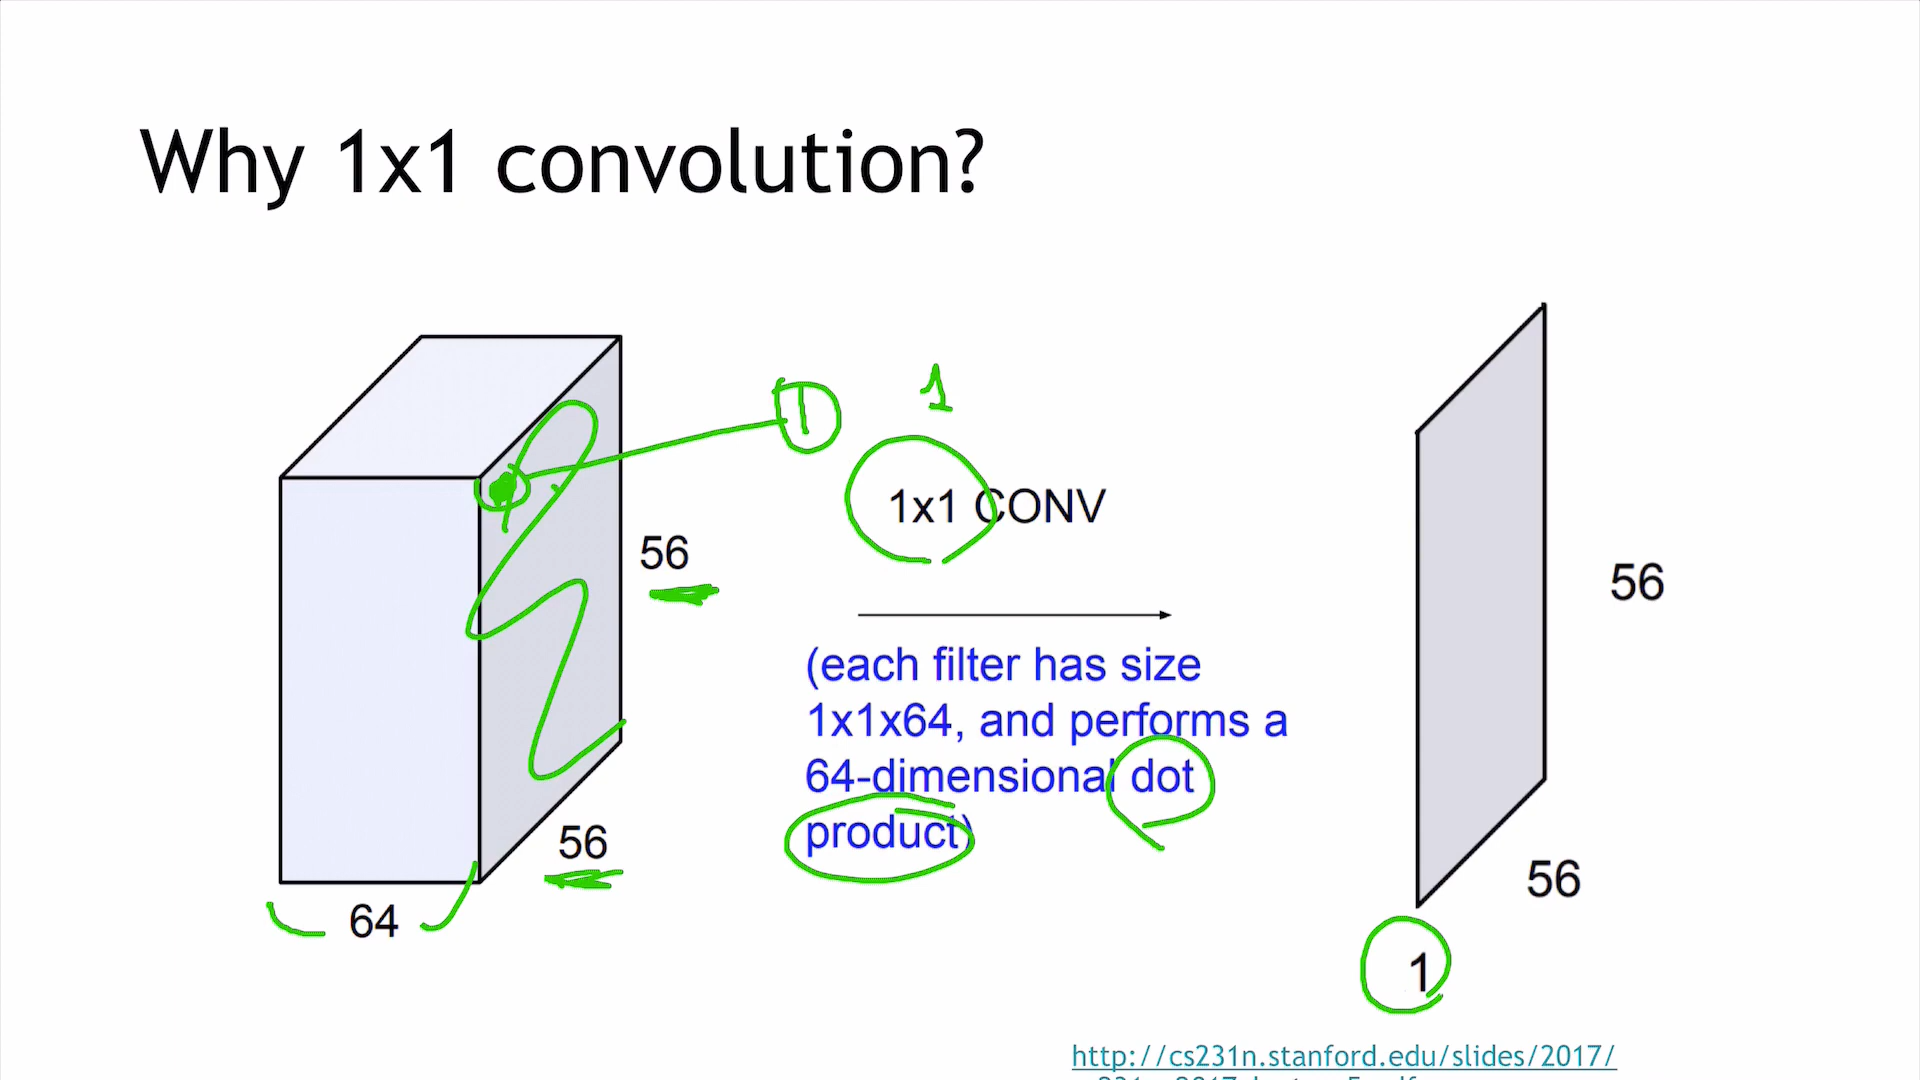 Why 1x1 convolution?
1
1
1x1 CONV
56
56
64
(each filter has size
1x1x64, and performs a
64-dimensional dot
product)
56
56
1
http://cs231n.stanford.edu/slides/2017/